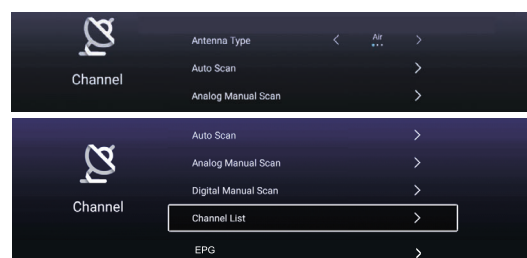 Antenna Type Air
Auto Scan
Channel
Analog Manual Scan
Auto Scan
Analog Manual Scan
Digital Manual Scan
Channel
Channel List
EPG